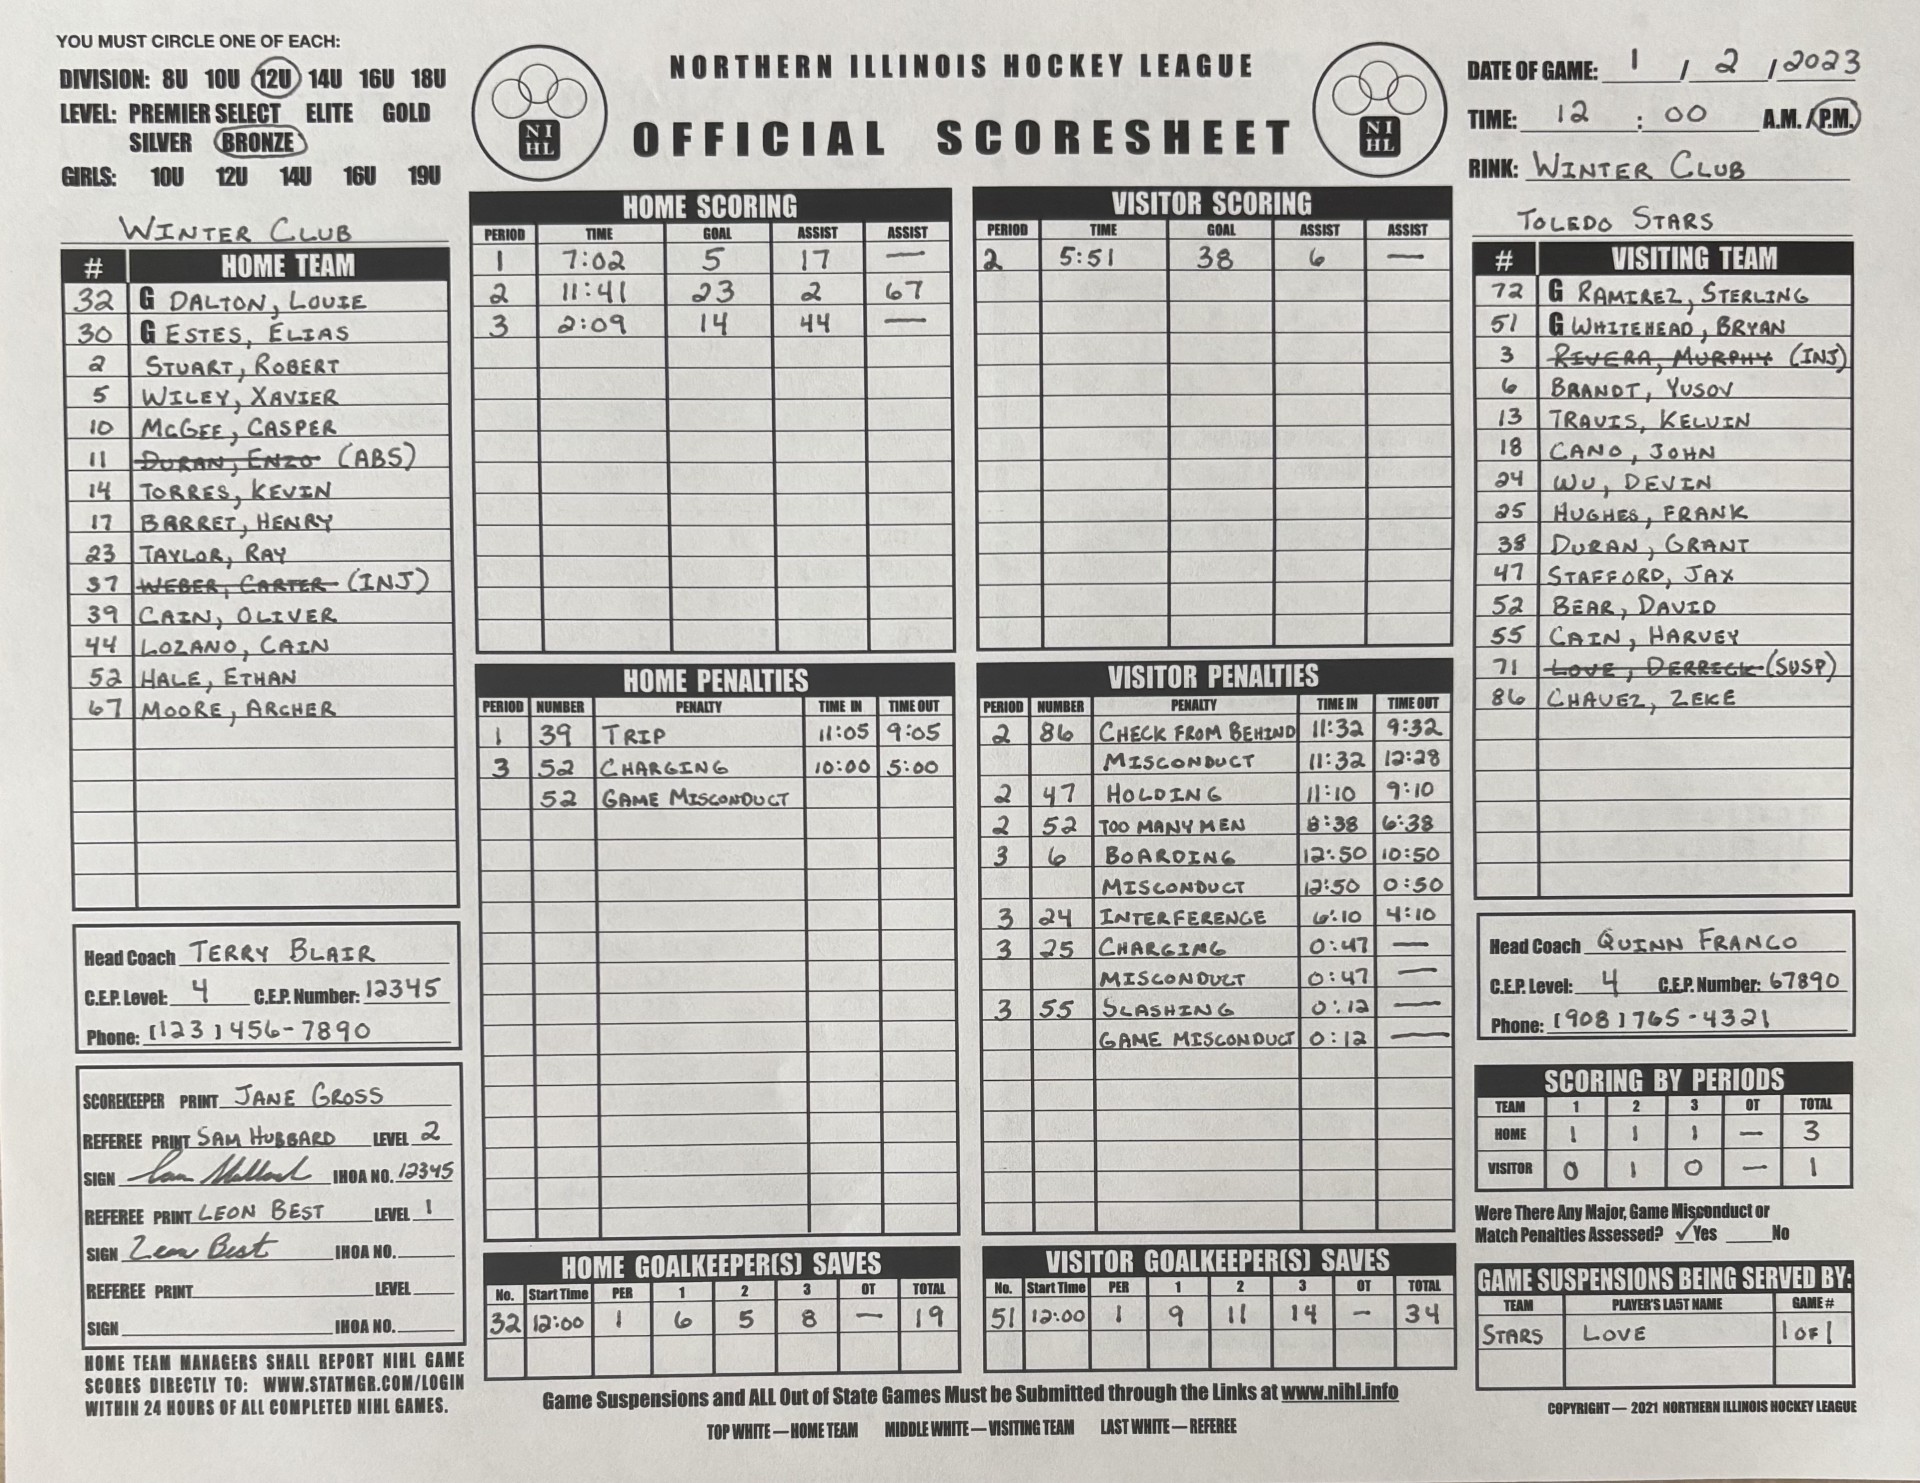 YOU MUST CIRCLE ONE OF EACH:
DIVISION: 8U 10U 12U 14U 16U 18U
LEVEL: PREMIER SELECT ELITE GOLD
SILVER BRONZE
GIRLS: 10U 12U 14U 16U 19U
NI HL
NORTHERN ILLINOIS HOCKEY LEAGUE
OFFICIAL SCORESHEET
NI HL
DATE OF GAME: 1 / 2 / 2023
TIME: 12 : 00 A.M. / P.M.
RINK: WINTER CLUB
WINTER CLUB
# HOME TEAM
32 G DALTON, LOUIE
30 G ESTES, ELIAS
2 STUART, ROBERT
5 WILEY, XAVIER
10 MCGEE, CASPER
11 DURAN, ENZO (ABS)
14 TORRES, KEVIN
17 BARRET, HENRY
23 TAYLOR, RAY
37 WEBER, CARTER (INJ)
39 CAIN, OLIVER
44 LOZANO, CAIN
52 HALE, ETHAN
67 MOORE, ARCHER
Head Coach TERRY BLAIR
C.E.P. Level: 4 C.E.P. Number: 12345
Phone: (123) 456-7890
SCOREKEEPER PRINT JANE GROSS
REFEREE PRINT SAM HUBBARD LEVEL 2
SIGN Sam Hubbard IHOA NO. 12345
REFEREE PRINT LEON BEST LEVEL 1
SIGN Leon Best IHOA NO.
REFEREE PRINT LEVEL
SIGN IHOA NO.
HOME TEAM MANAGERS SHALL REPORT NIHL GAME
SCORES DIRECTLY TO: WWW.STATMGR.COM/LOGIN
WITHIN 24 HOURS OF ALL COMPLETED NIHL GAMES.
HOME SCORING
PERIOD TIME GOAL ASSIST ASSIST
1 7:02 5 17 —
2 11:41 23 2 67
3 2:09 14 44 —
HOME PENALTIES
PERIOD NUMBER PENALTY TIME IN TIME OUT
1 39 TRIP 11:05 9:05
3 52 CHARGING 10:00 5:00
52 GAME MISCONDUCT
HOME GOALKEEPER(S) SAVES
No. Start Time PER 1 2 3 OT TOTAL
32 12:00 1 6 5 8 — 19
VISITOR SCORING
PERIOD TIME GOAL ASSIST ASSIST
2 5:51 38 6 —
VISITOR PENALTIES
PERIOD NUMBER PENALTY TIME IN TIME OUT
2 86 CHECK FROM BEHIND 11:32 9:32
MISCONDUCT 11:32 12:28
2 47 HOLDING 11:10 9:10
2 52 TOO MANY MEN 8:38 6:38
3 6 BOARDING 12:50 10:50
MISCONDUCT 12:50 0:50
3 24 INTERFERENCE 6:10 4:10
3 25 CHARGING 0:47 —
MISCONDUCT 0:47 —
3 55 SLASHING 0:12 —
GAME MISCONDUCT 0:12 —
VISITOR GOALKEEPER(S) SAVES
No. Start Time PER 1 2 3 OT TOTAL
51 12:00 1 9 11 14 — 34
Game Suspensions and ALL Out of State Games Must be Submitted through the Links at www.nihl.info
TOP WHITE — HOME TEAM MIDDLE WHITE — VISITING TEAM LAST WHITE — REFEREE
TOLEDO STARS
# VISITING TEAM
72 G RAMIREZ, STERLING
51 G WHITEHEAD, BRYAN
3 RIVERA, MURPHY (INJ)
6 BRANDT, YUSOV
13 TRAVIS, KELVIN
18 CANO, JOHN
24 WU, DEVIN
25 HUGHES, FRANK
38 DURAN, GRANT
47 STAFFORD, JAX
52 BEAR, DAVID
55 CAIN, HARVEY
71 LOVE, DERRICK (SUSP)
86 CHAVEZ, ZEKE
Head Coach QUINN FRANCO
C.E.P. Level: 4 C.E.P. Number: 67890
Phone: (908) 765-4321
SCORING BY PERIODS
TEAM 1 2 3 OT TOTAL
HOME 1 1 1 — 3
VISITOR 0 1 0 — 1
Were There Any Major, Game Misconduct or
Match Penalties Assessed? ✓ Yes No
GAME SUSPENSIONS BEING SERVED BY:
TEAM PLAYER'S LAST NAME GAME #
STARS LOVE 1 OF 1
COPYRIGHT — 2021 NORTHERN ILLINOIS HOCKEY LEAGUE